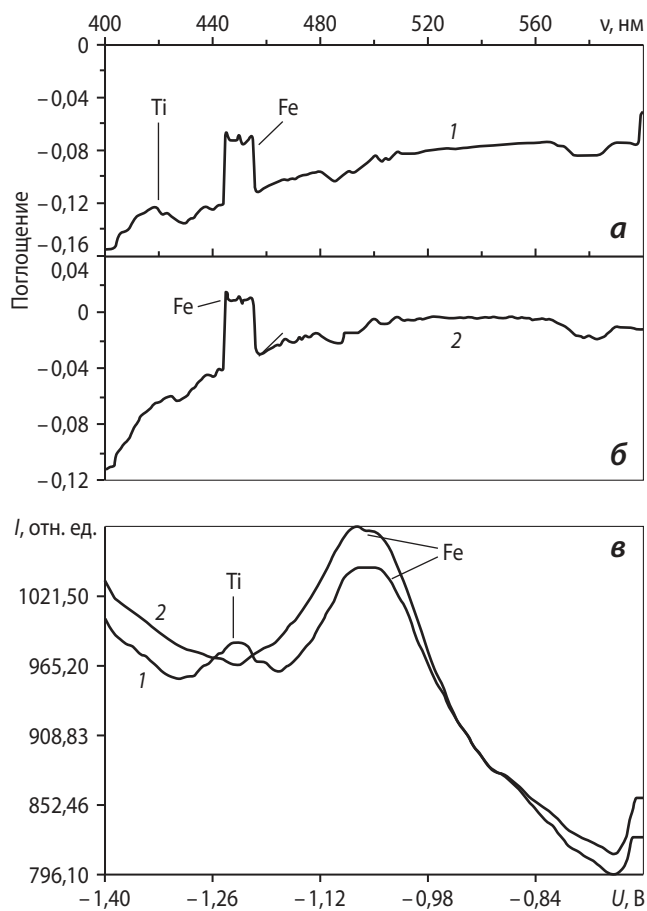 400 440 480 520 560 ν, нм
0
−0,04
Ti Fe
1
−0,08
−0,12
−0,16
а
Поглощение
0,04
Fe
0
2
−0,04
−0,08
−0,12
б
I, отн. ед.
в
Fe
1021,50
Ti
2
965,20
1
908,83
852,46
796,10
−1,40 −1,26 −1,12 −0,98 −0,84 U, В